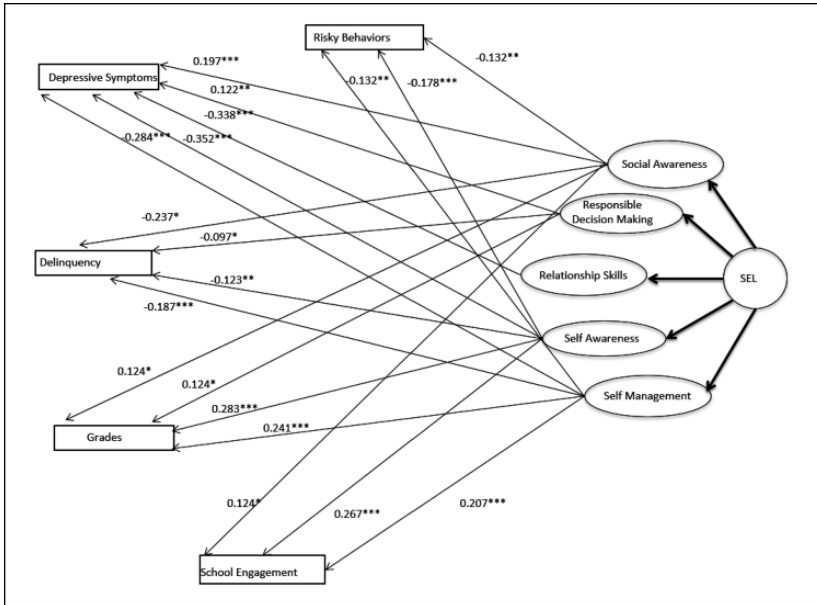 Risky Behaviors
0.197***
-0.132**
-0.132**
-0.178***
Depressive Symptoms
0.122**
-0.338***
-0.284***
-0.352***
Social Awareness
Responsible
Decision Making
-0.237*
-0.097*
Delinquency
Relationship Skills
SEL
-0.123**
-0.187***
Self Awareness
0.124*
0.124*
Self Management
0.283***
Grades
0.241***
0.124*
0.267***
0.207***
School Engagement